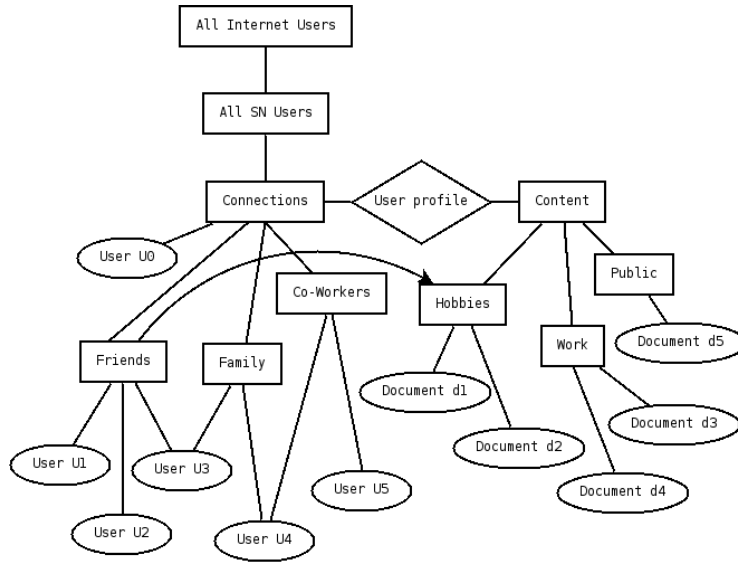 All Internet Users
All SN Users
Connections
User profile
Content
User U0
Public
Co-Workers
Hobbies
Document d5
Friends
Family
Work
Document d1
Document d3
Document d2
User U1
User U3
User U5
Document d4
User U2
User U4